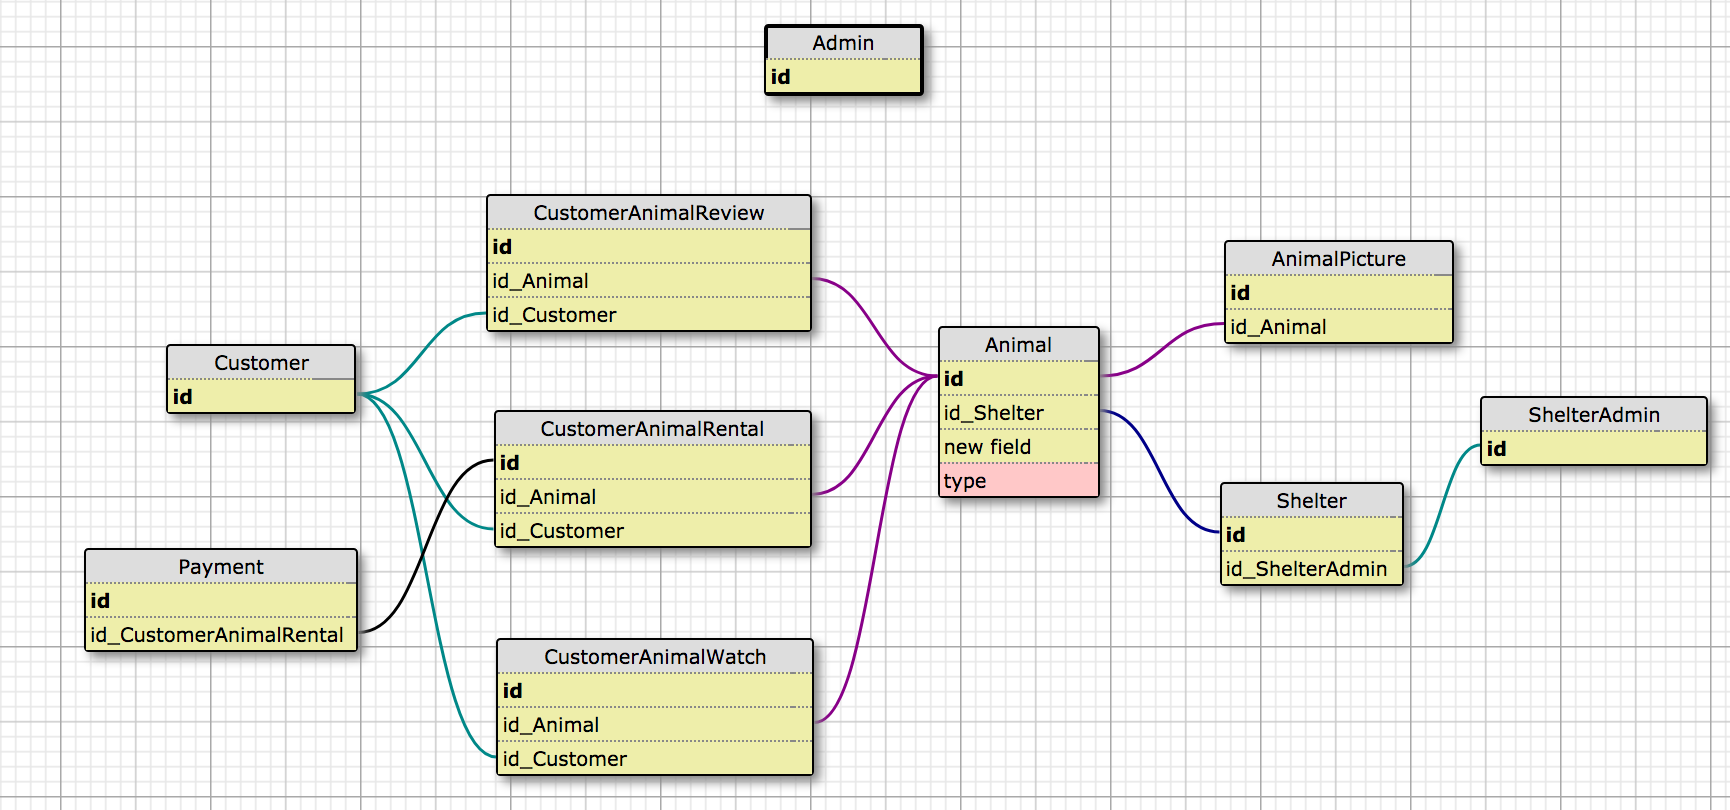 Admin
id
CustomerAnimalReview
id
id_Animal
id_Customer
Customer
id
CustomerAnimalRental
id
id_Animal
id_Customer
Payment
id
id_CustomerAnimalRental
CustomerAnimalWatch
id
id_Animal
id_Customer
Animal
id
id_Shelter
new field
type
AnimalPicture
id
id_Animal
ShelterAdmin
id
Shelter
id
id_ShelterAdmin